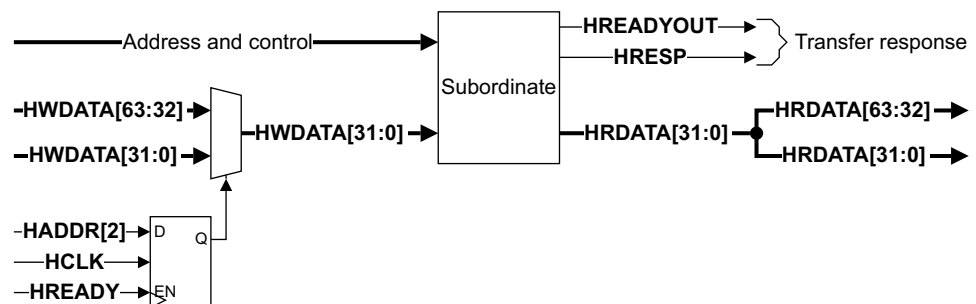 Address and control
Subordinate
HREADYOUT
HRESP
Transfer response
HWDATA[63:32]
HWDATA[31:0]
HWDATA[31:0]
HRDATA[31:0]
HRDATA[63:32]
HRDATA[31:0]
HADDR[2]
HCLK
HREADY
D
Q
EN